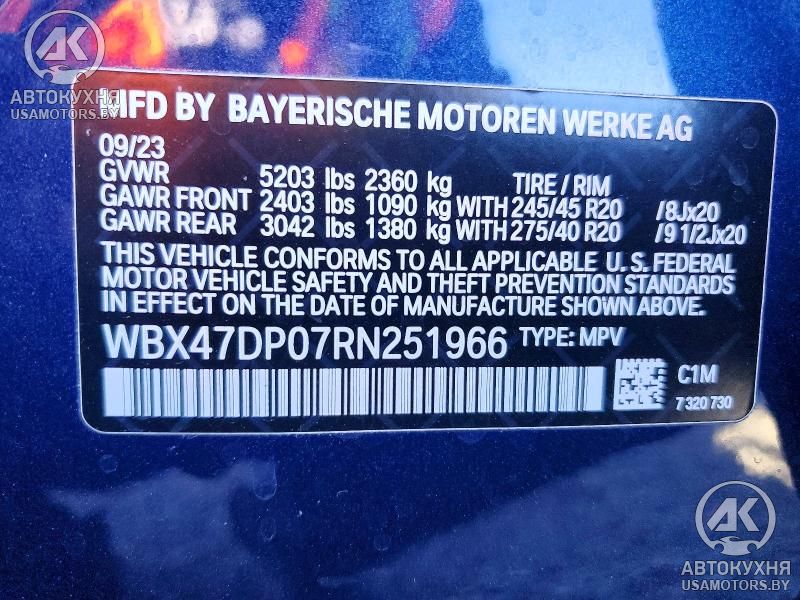 AK
АВТОКУХНЯ
USAMOTORS.BY
MFD BY BAYERISCHE MOTOREN WERKE AG
09/23
GVWR 5203 lbs 2360 kg TIRE / RIM
GAWR FRONT 2403 lbs 1090 kg WITH 245/45 R20 /8Jx20
GAWR REAR 3042 lbs 1380 kg WITH 275/40 R20 /9 1/2Jx20
THIS VEHICLE CONFORMS TO ALL APPLICABLE U. S. FEDERAL
MOTOR VEHICLE SAFETY AND THEFT PREVENTION STANDARDS
IN EFFECT ON THE DATE OF MANUFACTURE SHOWN ABOVE.
WBX47DP07RN251966 TYPE: MPV
C1M
7 320 730
AK
АВТОКУХНЯ
USAMOTORS.BY